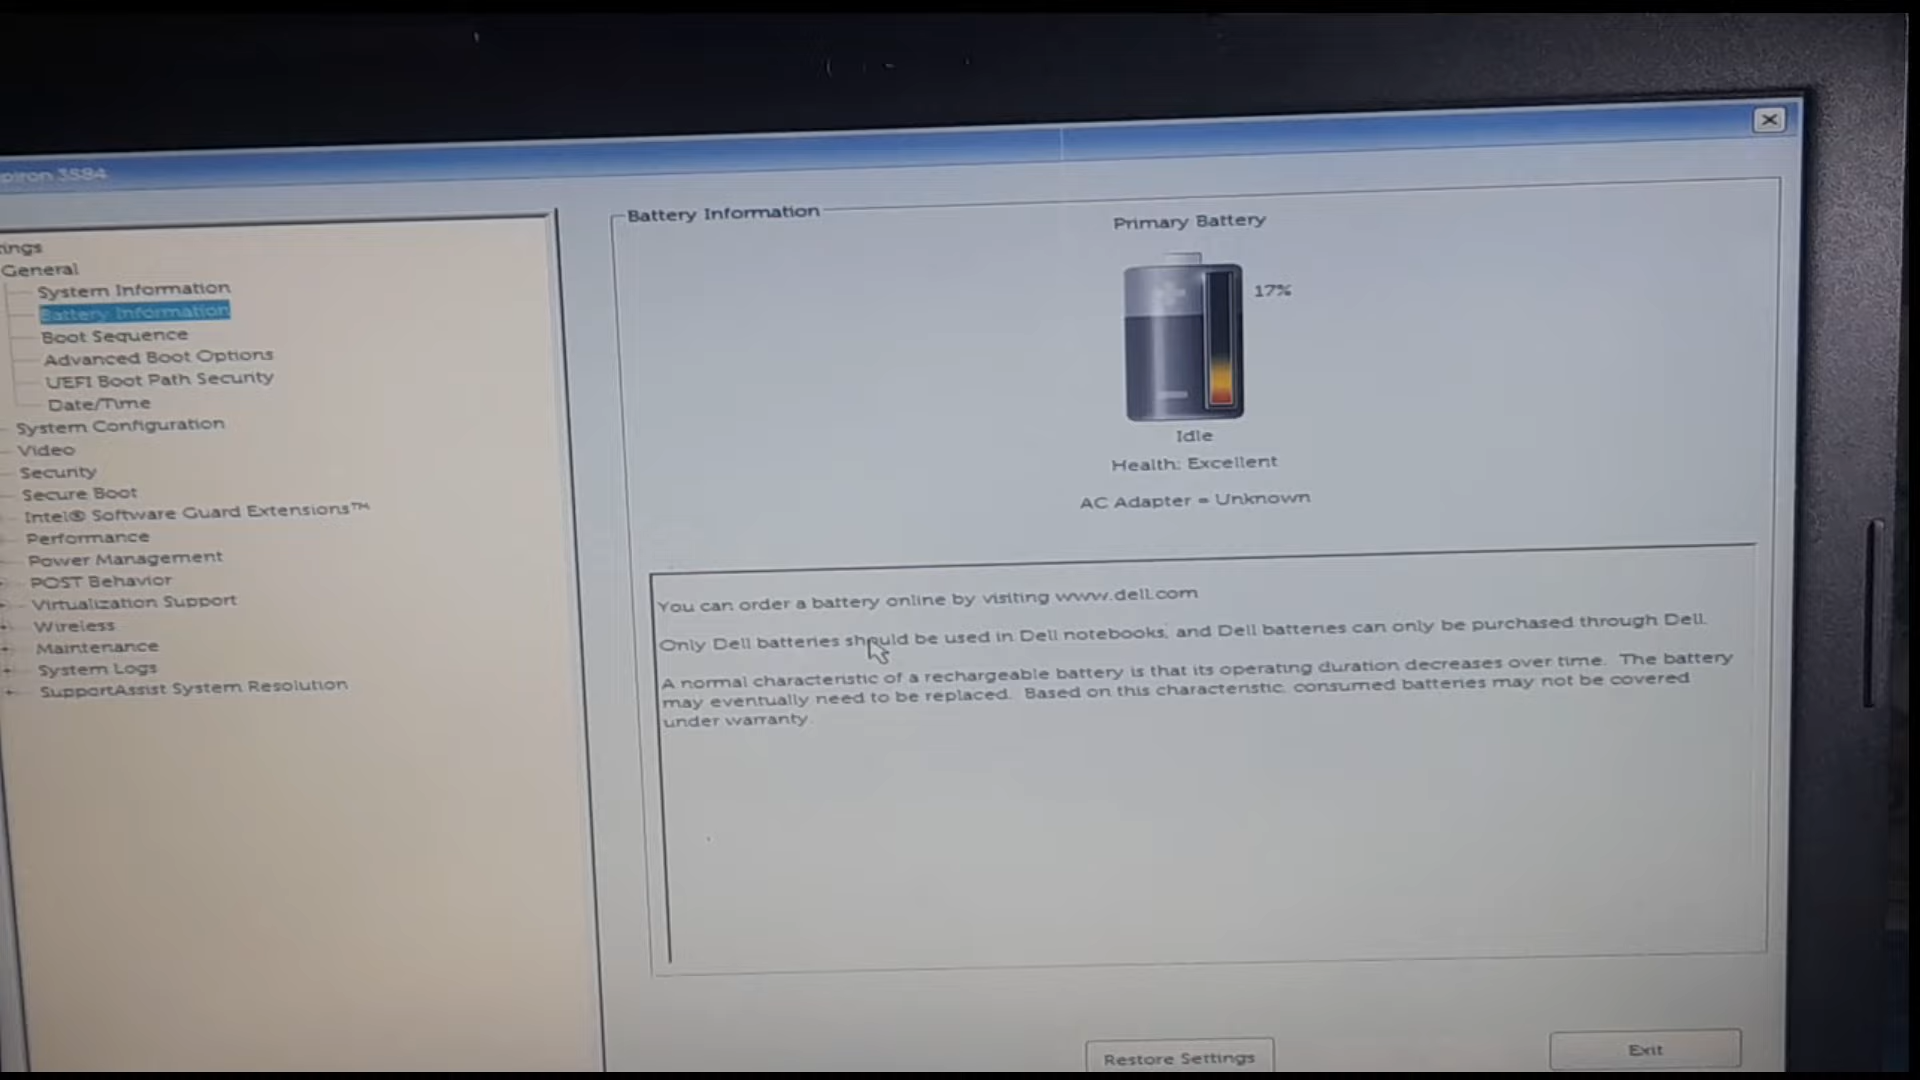 3584
General
System Information
Battery Information
Boot Sequence
Advanced Boot Options
UEFI Boot Path Security
Date/Time
System Configuration
Video
Security
Secure Boot
Intel® Software Guard Extensions™
Performance
Power Management
POST Behavior
Virtualization Support
Wireless
Maintenance
System Logs
SupportAssist System Resolution
Battery Information
Primary Battery
17%
Idle
Health: Excellent
AC Adapter = Unknown
You can order a battery online by visiting www.dell.com
Only Dell batteries should be used in Dell notebooks, and Dell batteries can only be purchased through Dell.
A normal characteristic of a rechargeable battery is that its operating duration decreases over time. The battery
may eventually need to be replaced. Based on this characteristic, consumed batteries may not be covered
under warranty.
Restore Settings
Exit